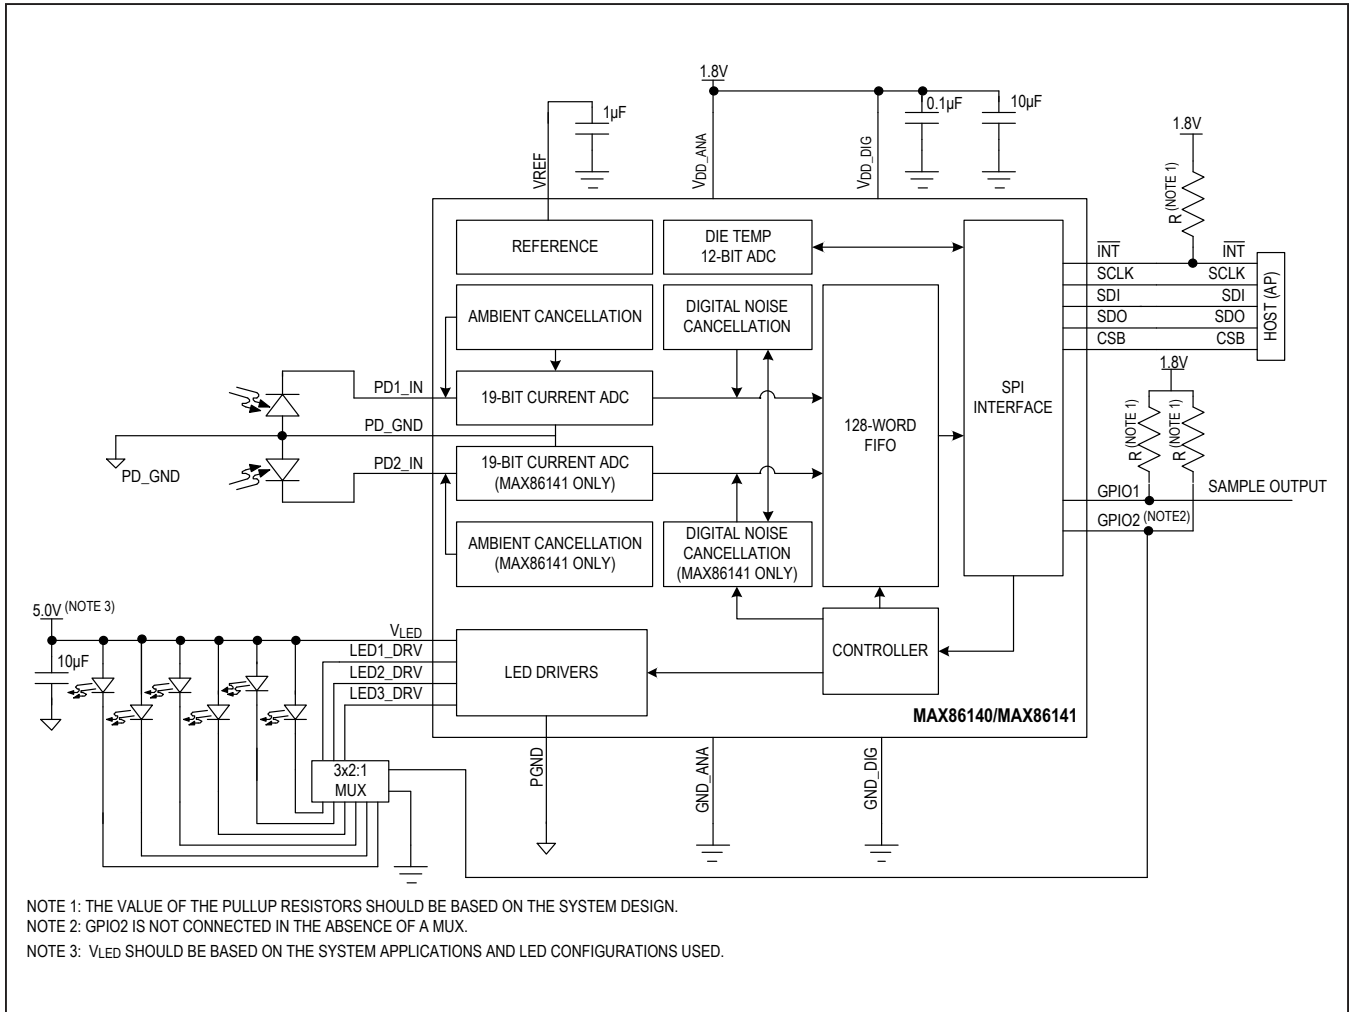 1.8V
1µF
0.1µF
10µF
1.8V
VREF
VDD_ANA
VDD_DIG
R (NOTE 1)
REFERENCE
DIE TEMP
12-BIT ADC
INT
INT
SCLK
SCLK
SDI
SDI
SDO
SDO
CSB
CSB
HOST (AP)
AMBIENT CANCELLATION
DIGITAL NOISE
CANCELLATION
1.8V
PD1_IN
19-BIT CURRENT ADC
SPI
INTERFACE
128-WORD
FIFO
R (NOTE 1)
R (NOTE 1)
PD_GND
PD_GND
PD2_IN
19-BIT CURRENT ADC
(MAX86141 ONLY)
GPIO1
SAMPLE OUTPUT
GPIO2 (NOTE2)
AMBIENT CANCELLATION
(MAX86141 ONLY)
DIGITAL NOISE
CANCELLATION
(MAX86141 ONLY)
5.0V (NOTE 3)
10µF
VLED
LED1_DRV
LED2_DRV
LED3_DRV
LED DRIVERS
CONTROLLER
MAX86140/MAX86141
3x2:1
MUX
PGND
GND_ANA
GND_DIG
NOTE 1: THE VALUE OF THE PULLUP RESISTORS SHOULD BE BASED ON THE SYSTEM DESIGN.
NOTE 2: GPIO2 IS NOT CONNECTED IN THE ABSENCE OF A MUX.
NOTE 3: VLED SHOULD BE BASED ON THE SYSTEM APPLICATIONS AND LED CONFIGURATIONS USED.